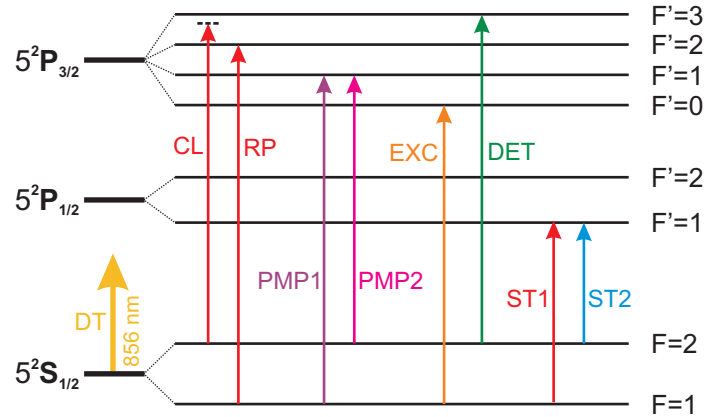 F'=3
F'=2
5²P₃/₂
F'=1
F'=0
CL
RP
EXC
DET
F'=2
5²P₁/₂
F'=1
PMP1
PMP2
ST1
ST2
DT
856 nm
F=2
5²S₁/₂
F=1